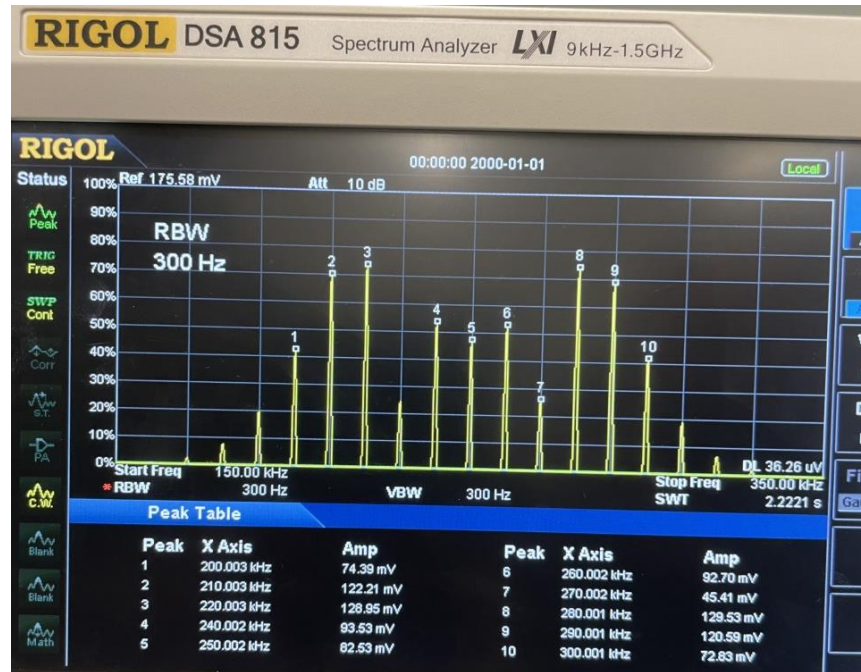 RIGOL DSA 815 Spectrum Analyzer LXI 9kHz-1.5GHz
RIGOL 00:00:00 2000-01-01 Local
Status 100% Ref 175.58 mV Att 10 dB
Peak
90%
80%
RBW
TRIG
Free
70%
300 Hz
2
3
8
9
SWP
Cont
60%
50%
4
5
6
1
10
Corr
40%
30%
7
S.T.
20%
10%
PA
0%
DL 36.26 uV
Start Freq 150.00 kHz Stop Freq 350.00 kHz
*RBW 300 Hz VBW 300 Hz SWT 2.2221 s
C.W.
Peak Table
Blank
Blank
Math
Peak X Axis Amp Peak X Axis Amp
1 200.003 kHz 74.39 mV 6 260.002 kHz 92.70 mV
2 210.003 kHz 122.21 mV 7 270.002 kHz 45.41 mV
3 220.003 kHz 128.95 mV 8 280.001 kHz 129.53 mV
4 240.002 kHz 93.53 mV 9 290.001 kHz 120.59 mV
5 250.002 kHz 82.53 mV 10 300.001 kHz 72.83 mV